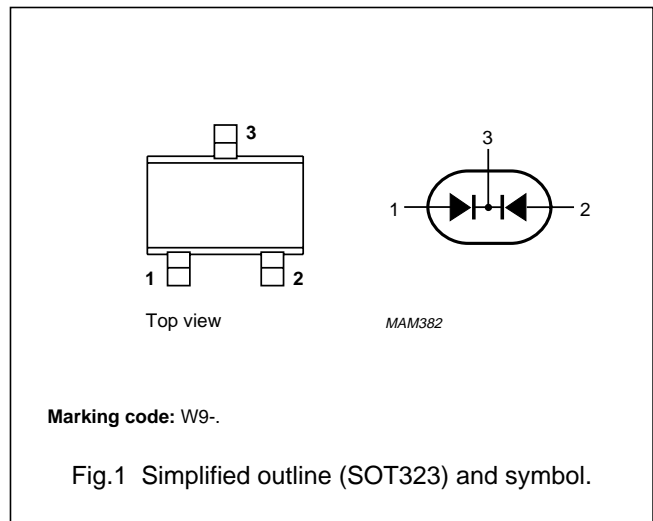 3
1
2
Top view
3
1
2
MAM382
Marking code: W9-.
Fig.1 Simplified outline (SOT323) and symbol.